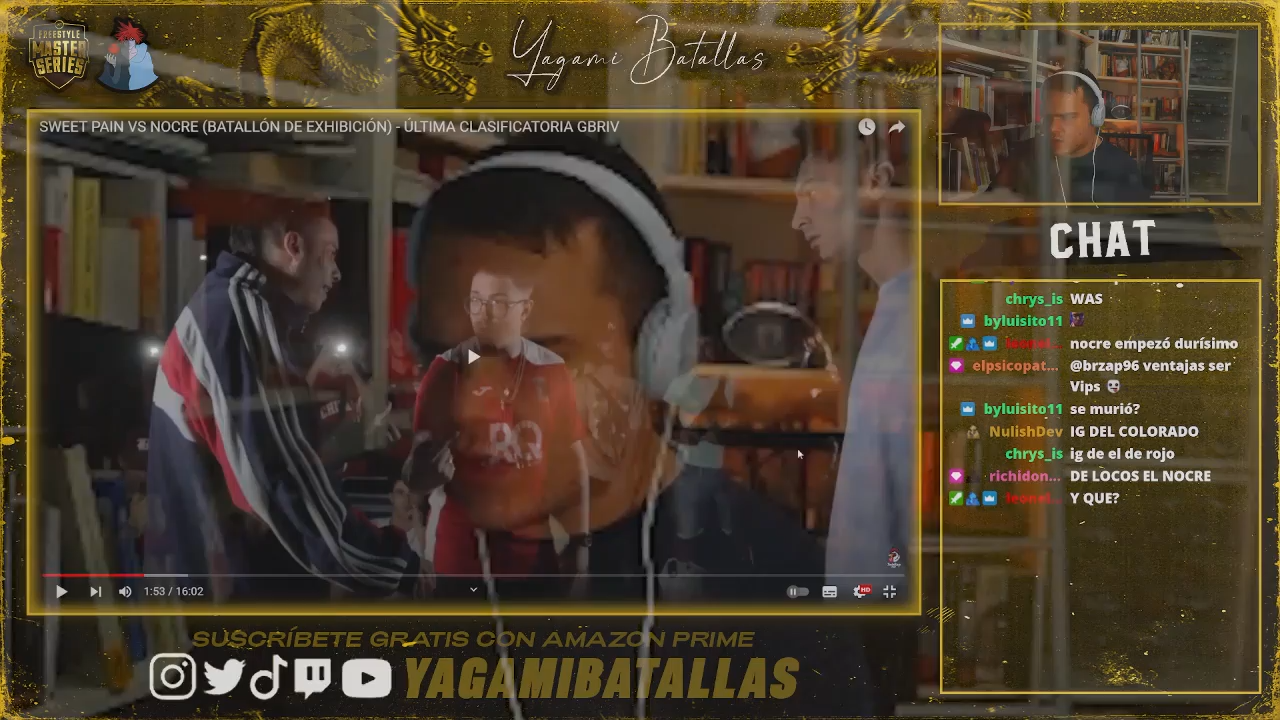 FREESTYLE
MASTER
SERIES
Yagami Batallas
SWEET PAIN VS NOCRE (BATALLÓN DE EXHIBICIÓN) - ÚLTIMA CLASIFICATORIA GBRIV
CHAT
chrys_is WAS
byluisito11
nocre empezó durísimo
elpsicopat... @brzap96 ventajas ser
Vips
byluisito11 se murió?
NulishDev IG DEL COLORADO
chrys_is ig de el de rojo
richidon... DE LOCOS EL NOCRE
Y QUE?
1:53 / 16:02
HD
SUSCRÍBETE GRATIS CON AMAZON PRIME
YAGAMIBATALLAS